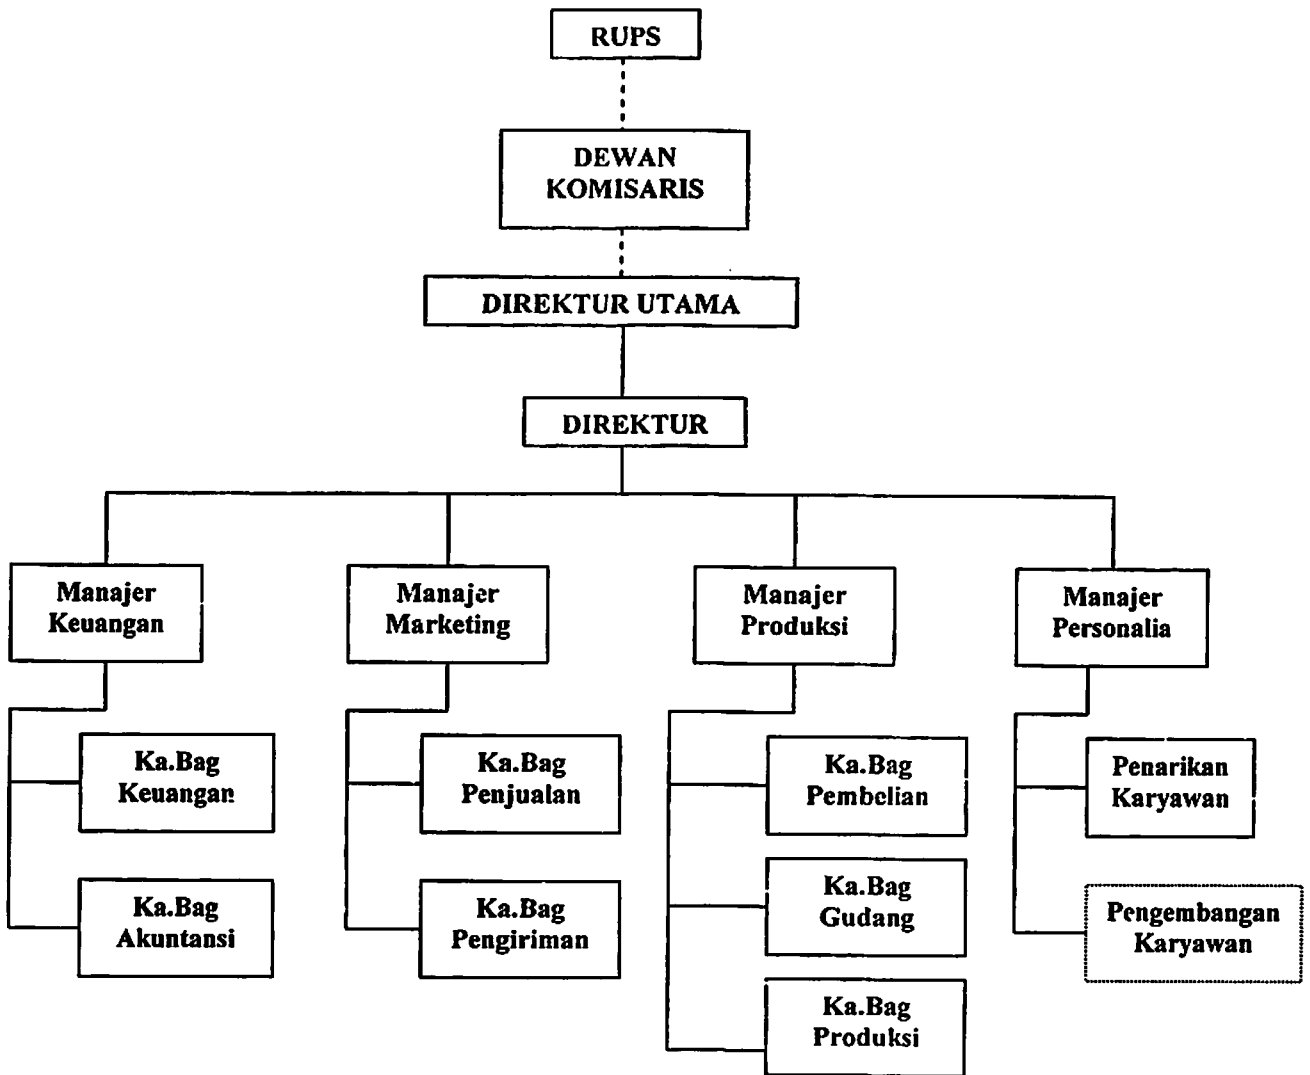 RUPS
DEWAN
KOMISARIS
DIREKTUR UTAMA
DIREKTUR
Manajer
Keuangan
Manajer
Marketing
Manajer
Produksi
Manajer
Personalia
Ka.Bag
Keuangan
Ka.Bag
Akuntansi
Ka.Bag
Penjualan
Ka.Bag
Pengiriman
Ka.Bag
Pembelian
Ka.Bag
Gudang
Ka.Bag
Produksi
Penarikan
Karyawan
Pengembangan
Karyawan